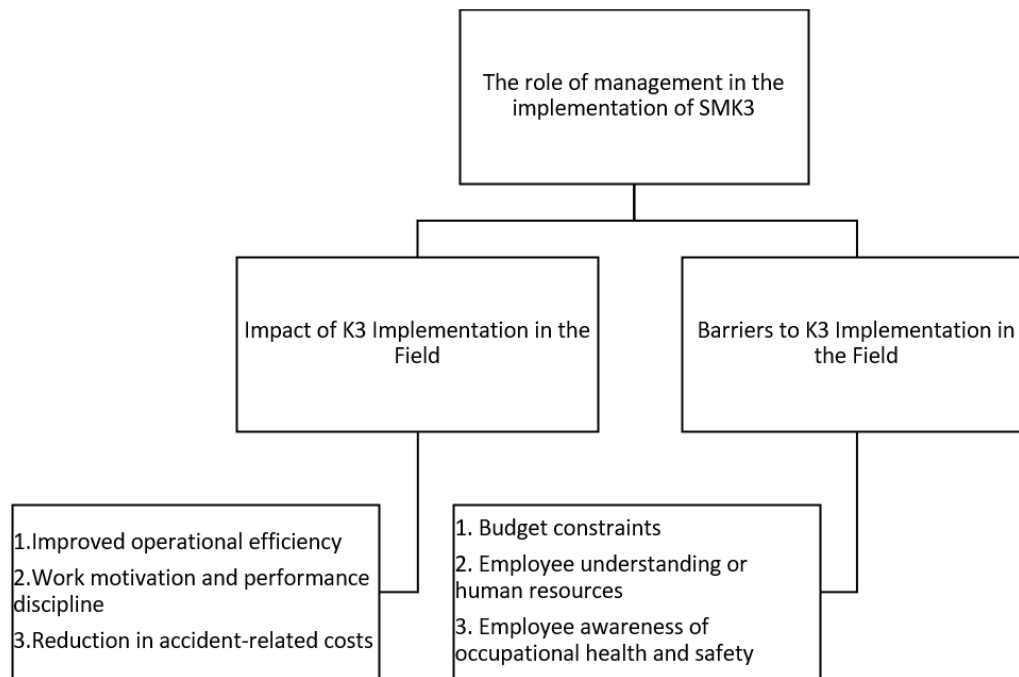 The role of management in the
implementation of SMK3
Impact of K3 Implementation in the
Field
Barriers to K3 Implementation in
the Field
1.Improved operational efficiency
2.Work motivation and performance
discipline
3.Reduction in accident-related costs
1. Budget constraints
2. Employee understanding or
human resources
3. Employee awareness of
occupational health and safety